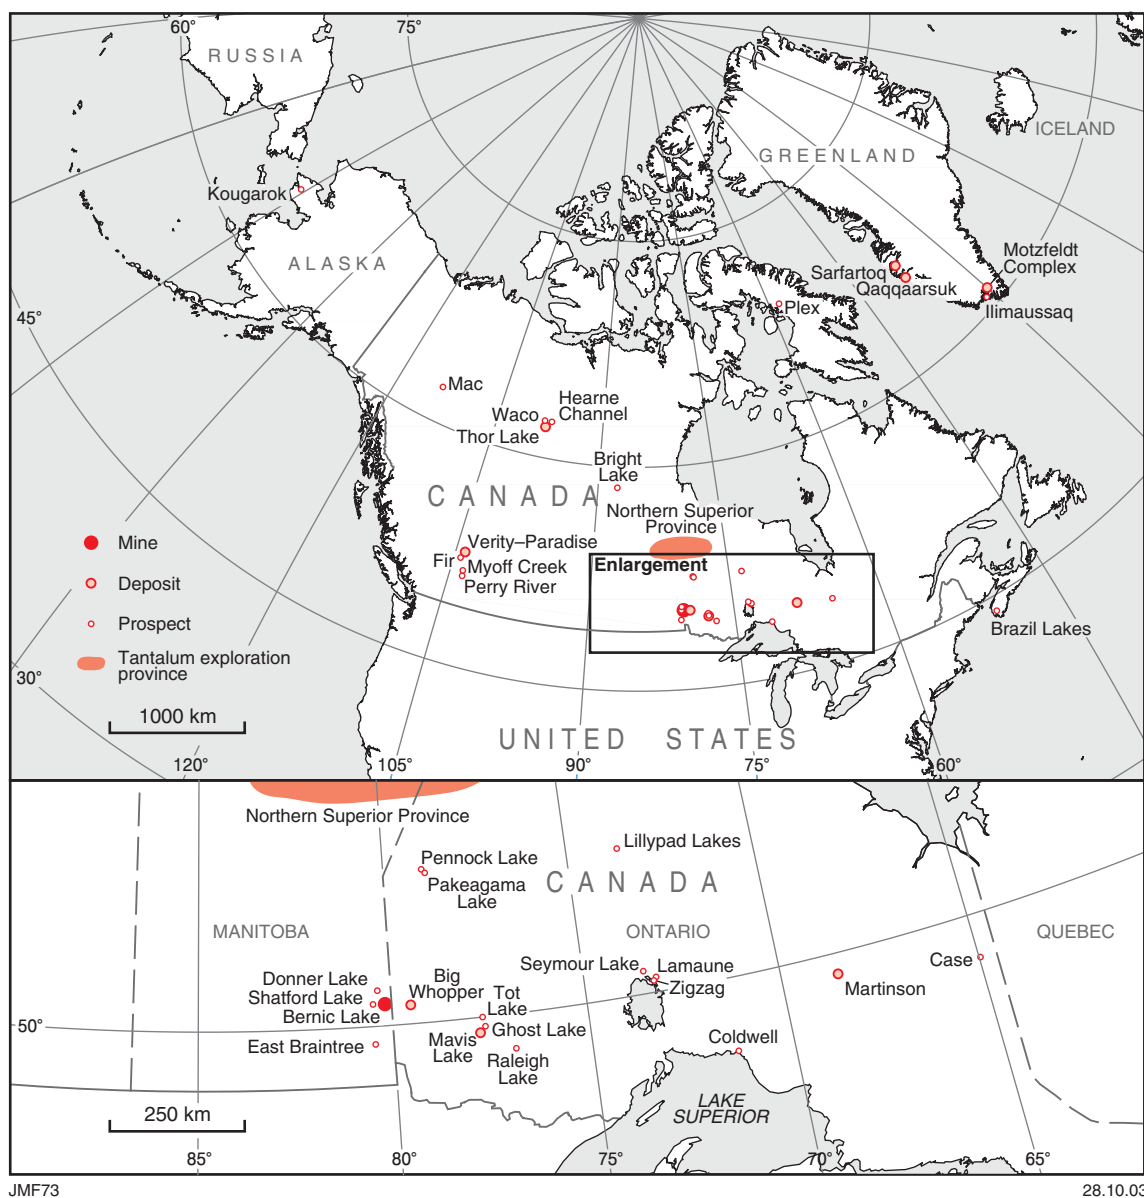 60°
75°
RUSSIA
ICELAND
GREENLAND
Kougarok
ALASKA
Motzfeldt
Complex
Sarfartoq
Qaqqaarsuk
Ilimaussaq
Plex
45°
Mac
Hearne
Channel
Waco
Thor Lake
Bright
Lake
CANADA
Northern Superior
Province
Mine
Verity–Paradise
Fir
Myoff Creek
Perry River
Enlargement
Deposit
Prospect
Brazil Lakes
Tantalum exploration
province
30°
1000 km
UNITED STATES
120°
105°
90°
75°
60°
Northern Superior Province
Lillypad Lakes
Pennock Lake
Pakeagama
Lake
CANADA
MANITOBA
ONTARIO
QUEBEC
Case
Seymour Lake
Lamaune
Zigzag
Martinson
Donner Lake
Shatford Lake
Bernic Lake
Big
Whopper
Tot
Lake
Ghost Lake
50°
East Braintree
Mavis
Lake
Raleigh
Lake
Coldwell
250 km
LAKE
SUPERIOR
85°
80°
75°
70°
65°
JMF73
28.10.03